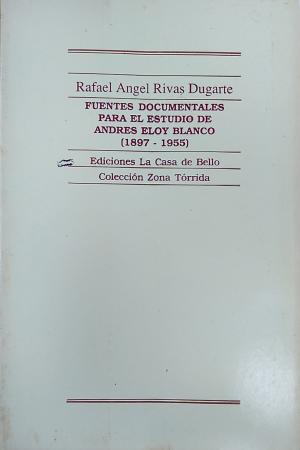 Rafael Angel Rivas Dugarte
FUENTES DOCUMENTALES
PARA EL ESTUDIO DE
ANDRES ELOY BLANCO
(1897 - 1955)
Ediciones La Casa de Bello
Colección Zona Tórrida